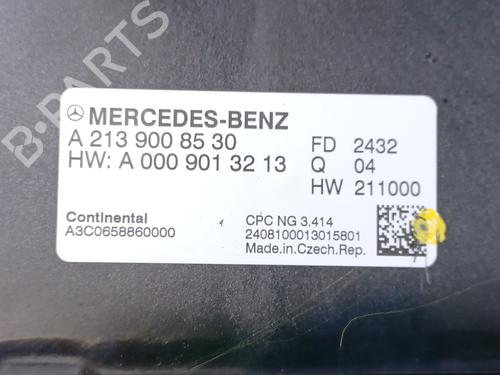 MERCEDES-BENZ
A 213 900 85 30
HW: A 000 901 32 13
FD 2432
Q 04
HW 211000
Continental
A3C0658860000
CPC NG 3,414
2408100013015801
Made.in.Czech.Rep.
B-PARTS